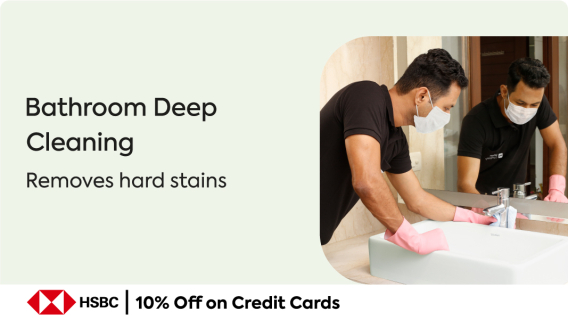 Bathroom Deep
Cleaning
Removes hard stains
HSBC | 10% Off on Credit Cards